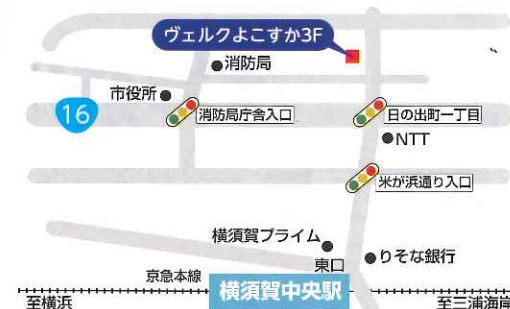 ヴェルクよこすか3F
消防局
市役所
16
消防局庁舎入口
日の出町一丁目
NTT
米が浜通り入口
横須賀プライム
東口
りそな銀行
京急本線
横須賀中央駅
至横浜
至三浦海岸